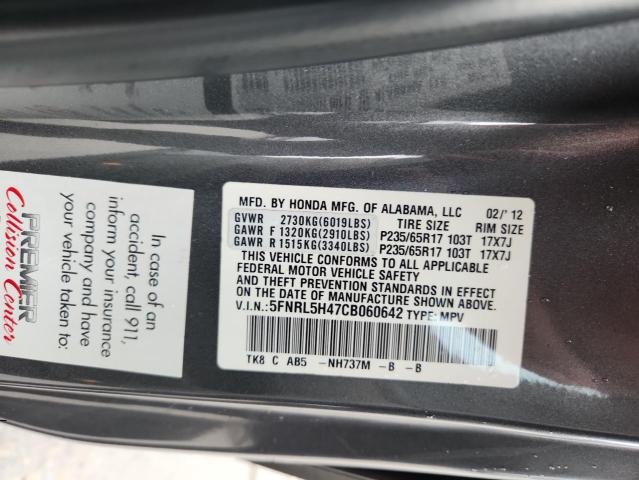 In case of an
accident, call 911,
inform your insurance
company and have
your vehicle taken:
PREMIER
Collision Center
MFD. BY HONDA MFG. OF ALABAMA, LLC 02/'12
GVWR 2730KG(6019LBS) TIRE SIZE RIM SIZE
GAWR F 1320KG(2910LBS) P235/65R17 103T 17X7J
GAWR R 1515KG(3340LBS) P235/65R17 103T 17X7J
THIS VEHICLE CONFORMS TO ALL APPLICABLE
FEDERAL MOTOR VEHICLE SAFETY
AND THEFT PREVENTION STANDARDS IN EFFECT
ON THE DATE OF MANUFACTURE SHOWN ABOVE.
V.I.N.:5FNRL5H47CB060642 TYPE: MPV
TK8 C AB5 -NH737M -B -B